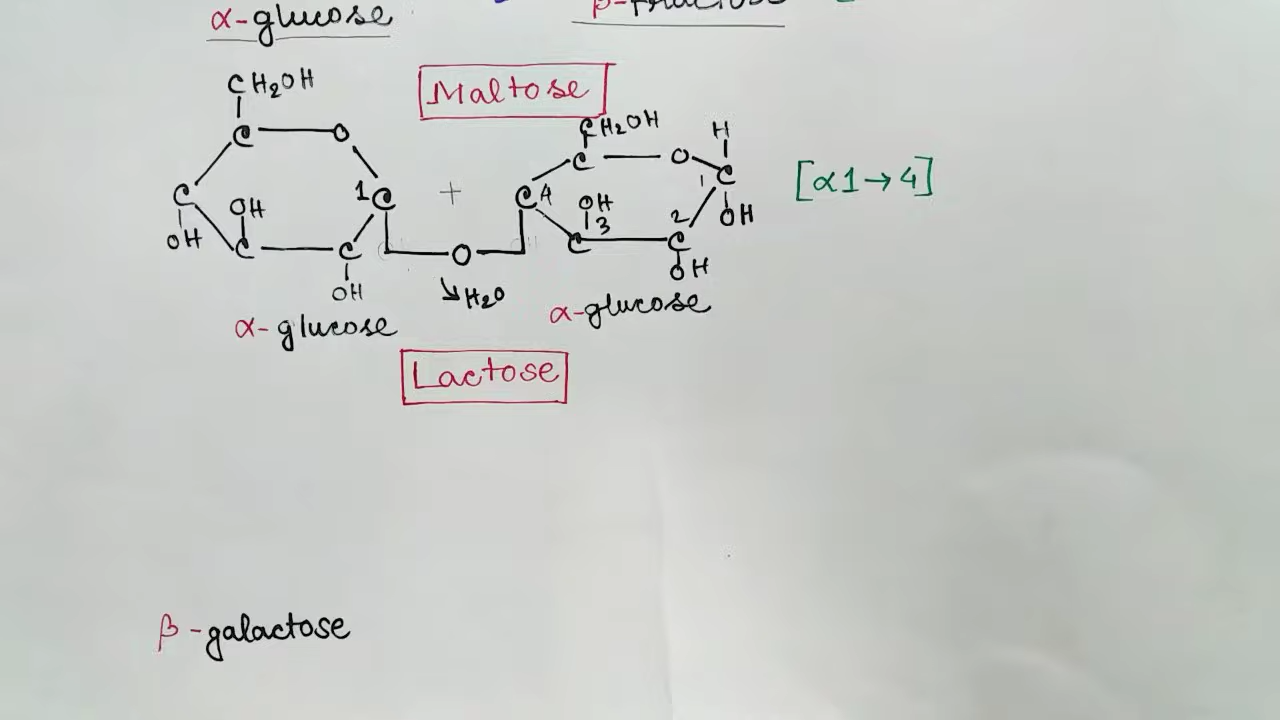 α-glucose β-fructose
Maltose
CH₂OH CH₂OH H
C O C O
C 1 C + C 4 1 C [α1→4]
OH OH 3 2 OH
OH C C O C C
OH ↘H₂O OH
α-glucose α-glucose
Lactose
β-galactose